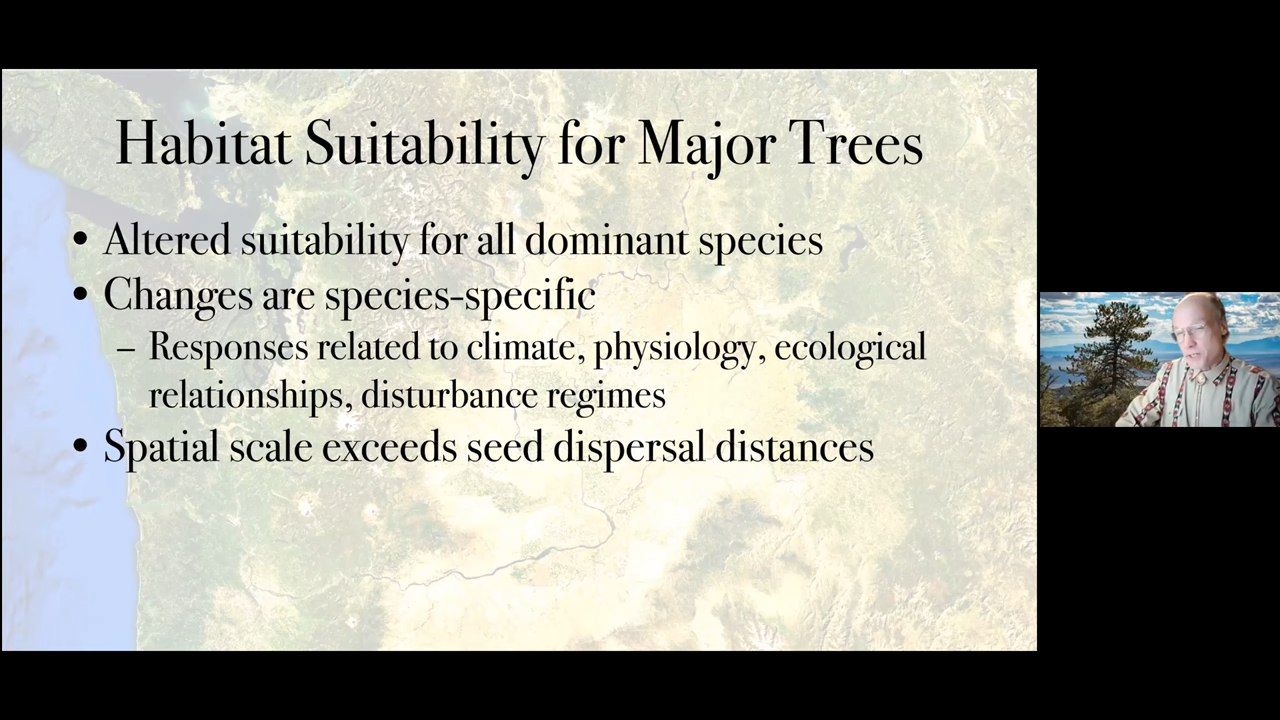 Habitat Suitability for Major Trees
• Altered suitability for all dominant species
• Changes are species-specific
– Responses related to climate, physiology, ecological
relationships, disturbance regimes
• Spatial scale exceeds seed dispersal distances